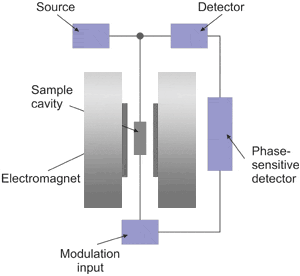 Source
Detector
Sample
cavity
Electromagnet
Phase-
sensitive
detector
Modulation
input